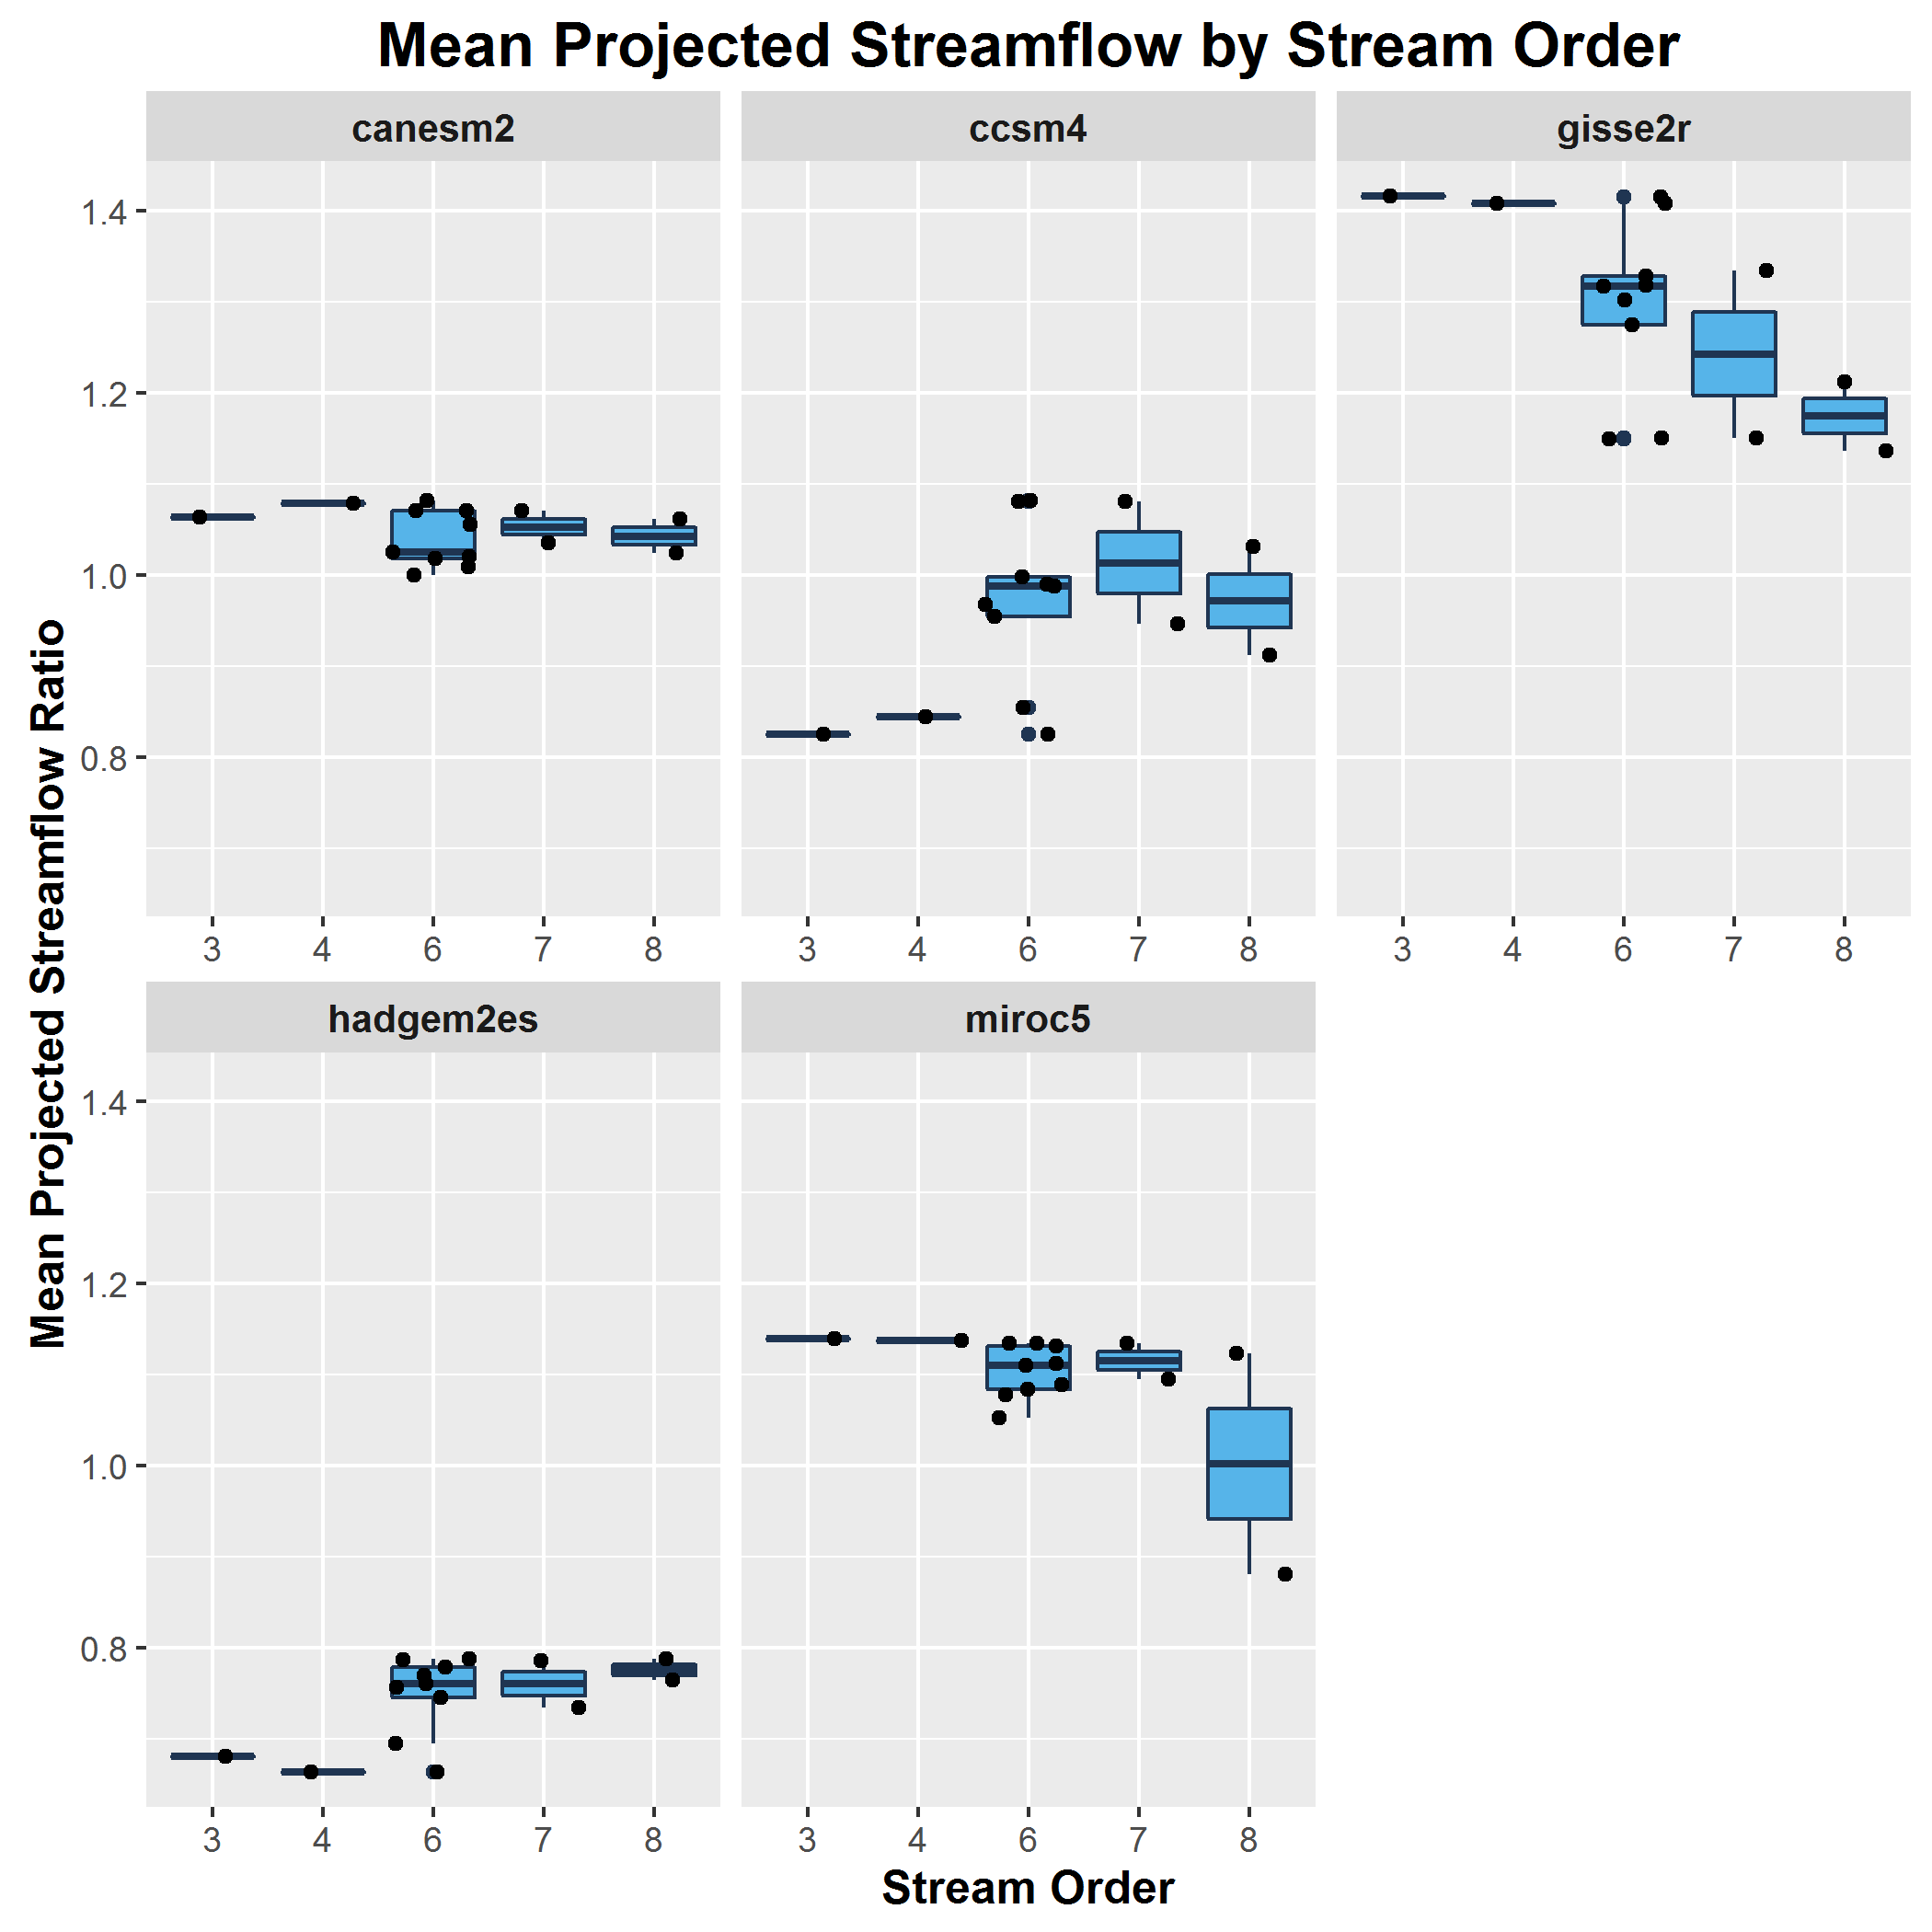 Mean Projected Streamflow by Stream Order
canesm2
ccsm4
gisse2r
Mean Projected Streamflow Ratio
1.4
1.2
1.0
0.8
3 4 6 7 8
3 4 6 7 8
3 4 6 7 8
hadgem2es
miroc5
1.4
1.2
1.0
0.8
3 4 6 7 8
3 4 6 7 8
Stream Order